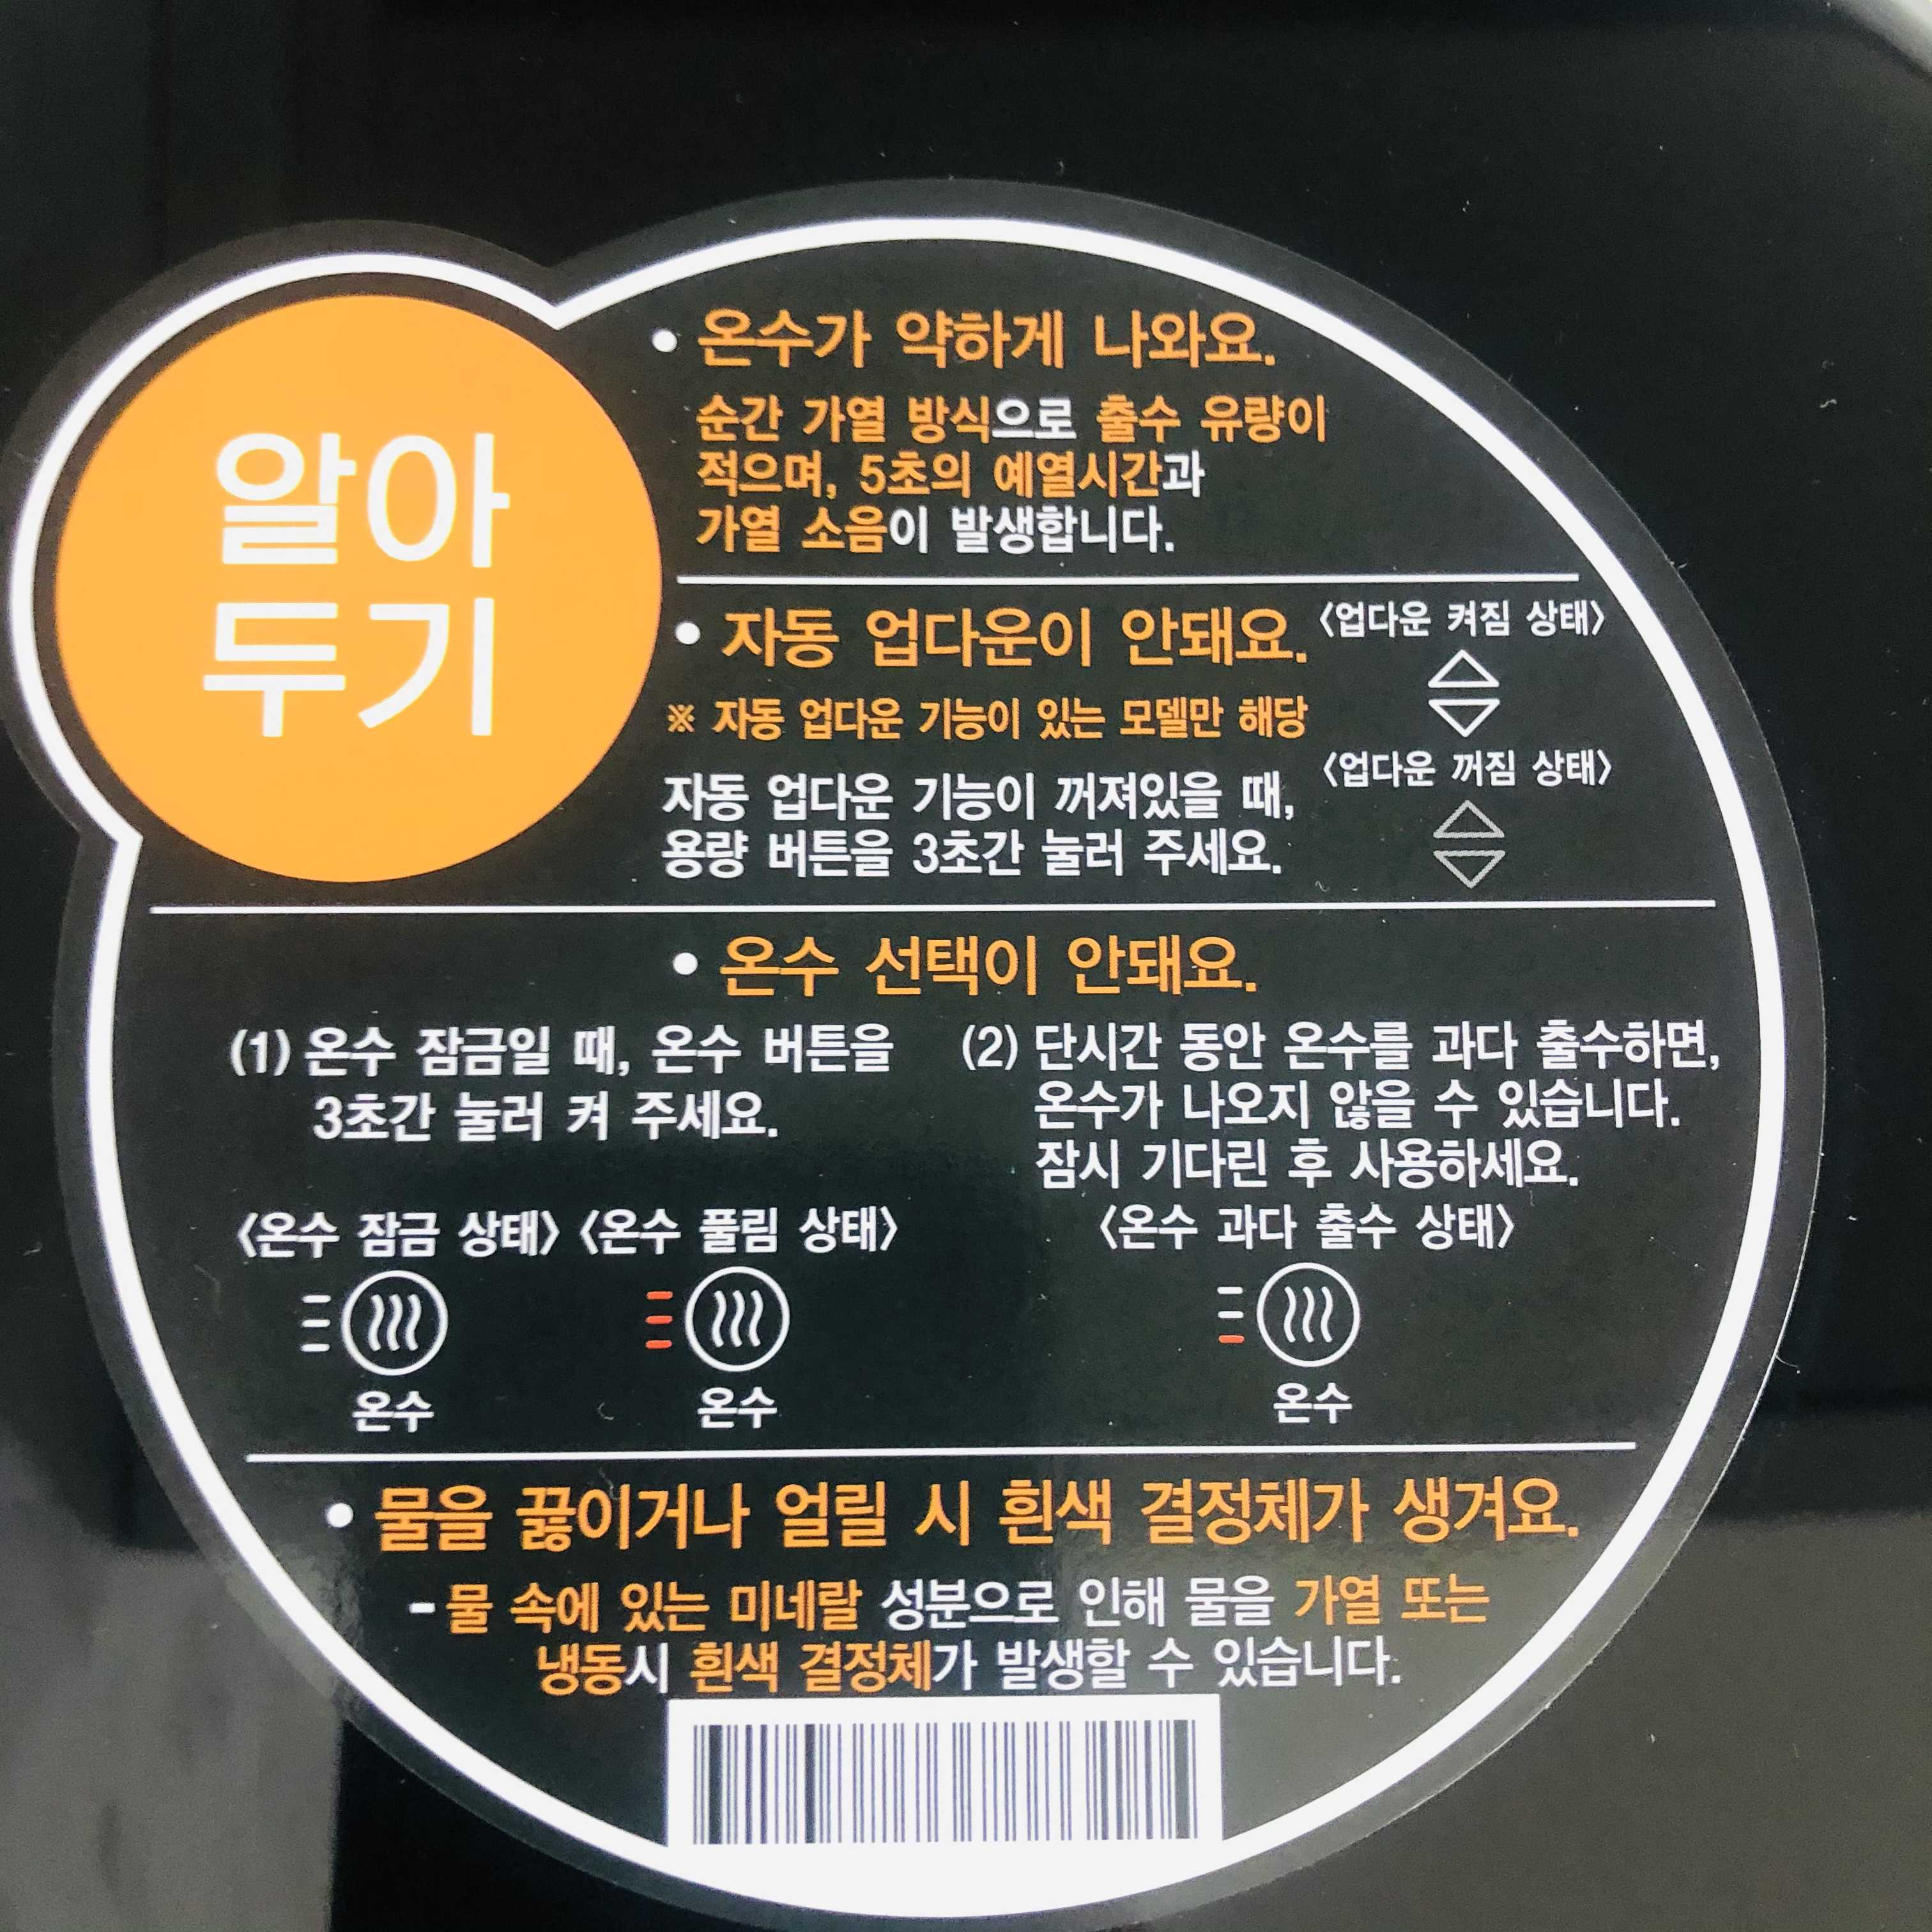 알아
두기
• 온수가 약하게 나와요.
순간 가열 방식으로 출수 유량이
적으며, 5초의 예열시간과
가열 소음이 발생합니다.
• 자동 업다운이 안돼요.
※ 자동 업다운 기능이 있는 모델만 해당
자동 업다운 기능이 꺼져있을 때,
용량 버튼을 3초간 눌러 주세요.
<업다운 켜짐 상태>
<업다운 꺼짐 상태>
• 온수 선택이 안돼요.
(1) 온수 잠금일 때, 온수 버튼을
3초간 눌러 켜 주세요.
<온수 잠금 상태> <온수 풀림 상태>
온수 온수
(2) 단시간 동안 온수를 과다 출수하면,
온수가 나오지 않을 수 있습니다.
잠시 기다린 후 사용하세요.
<온수 과다 출수 상태>
온수
• 물을 끓이거나 얼릴 시 흰색 결정체가 생겨요.
- 물 속에 있는 미네랄 성분으로 인해 물을 가열 또는
냉동시 흰색 결정체가 발생할 수 있습니다.